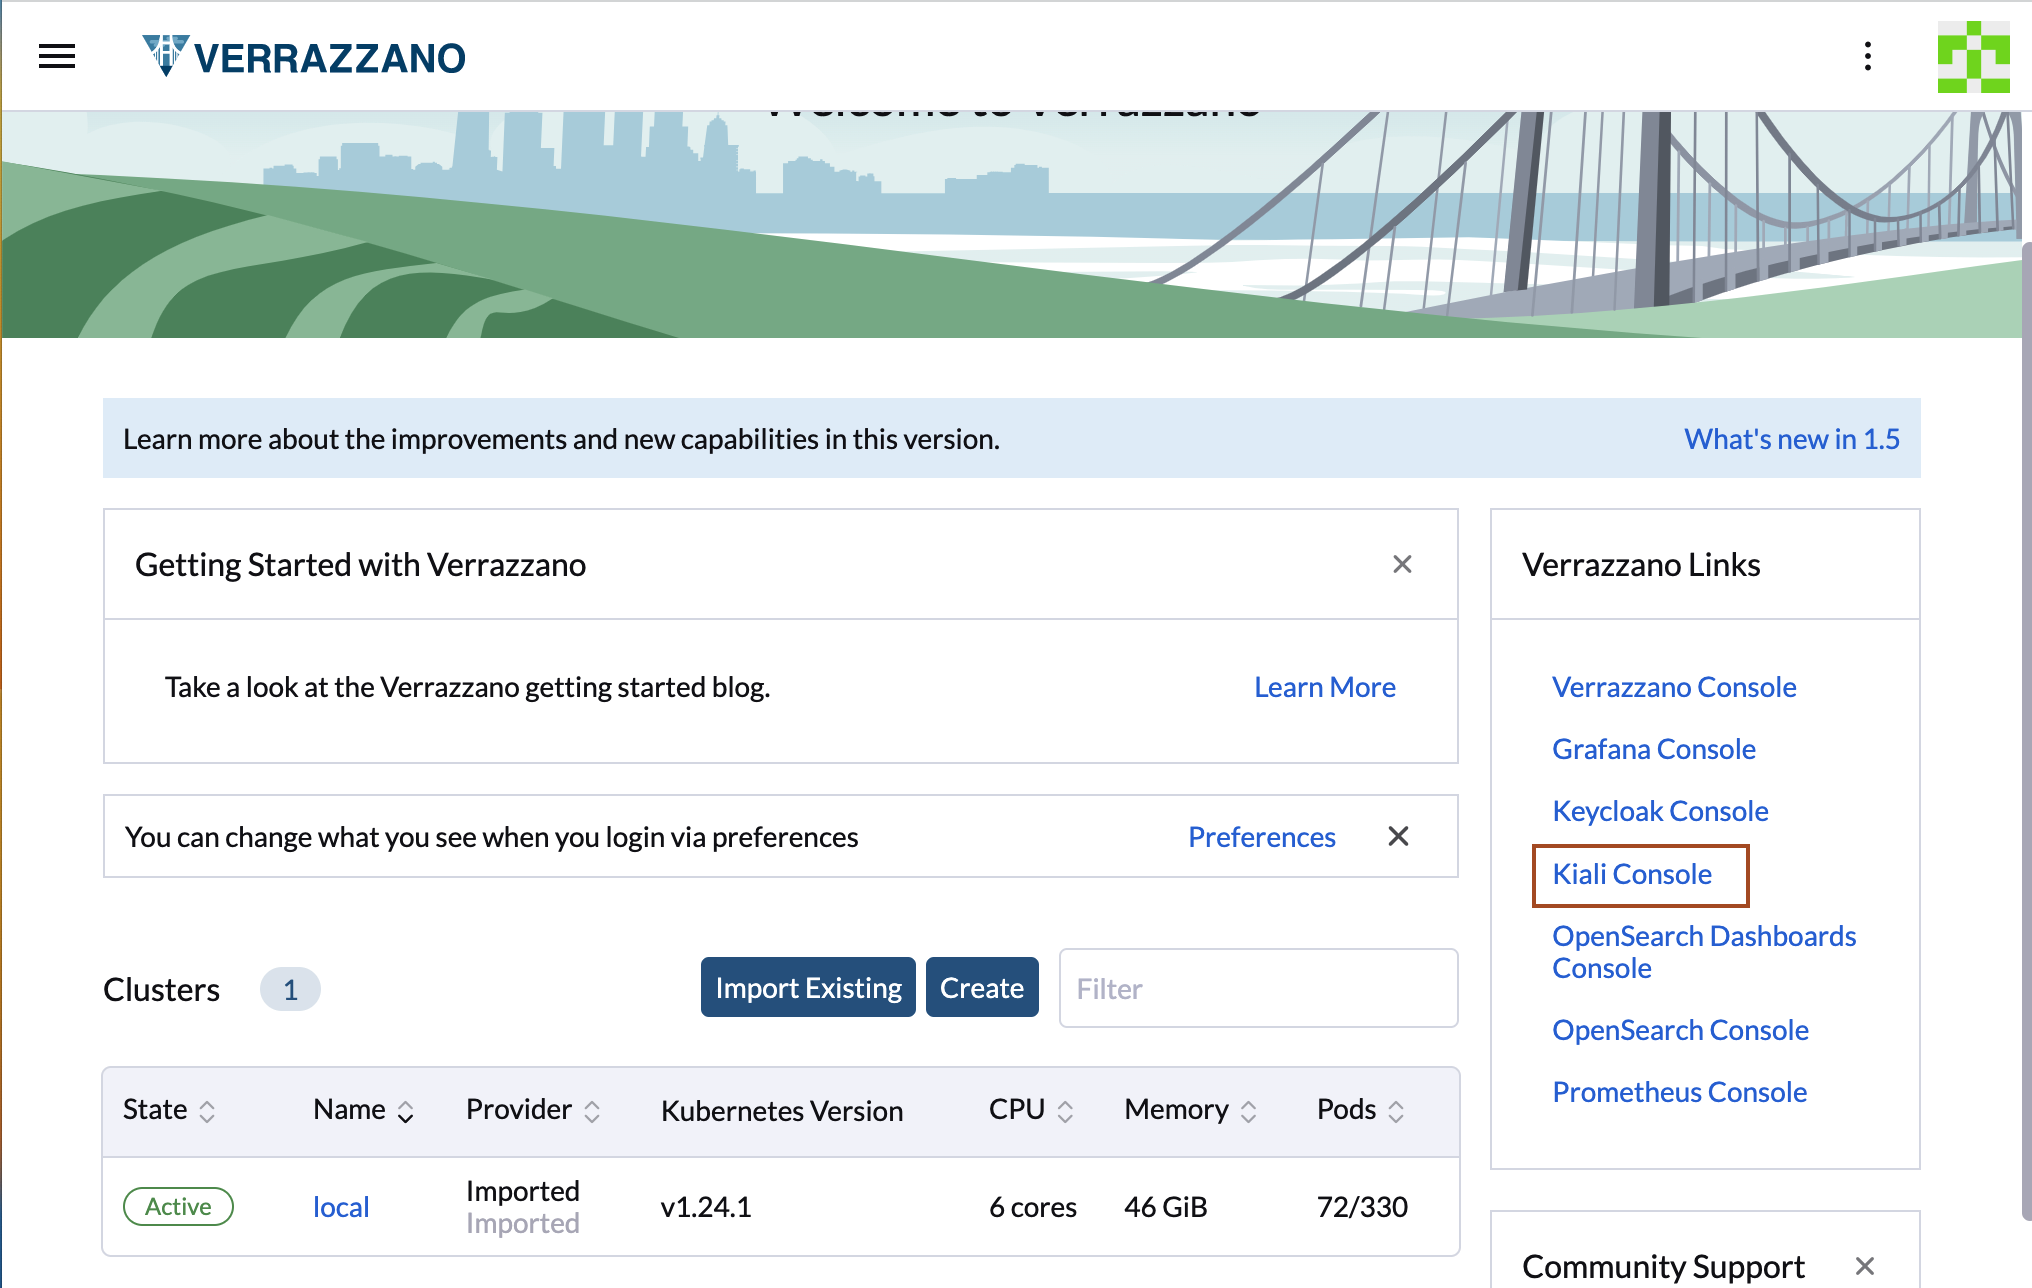 VERRAZZANO
Welcome to Verrazzano
Learn more about the improvements and new capabilities in this version.
What's new in 1.5
Getting Started with Verrazzano
Take a look at the Verrazzano getting started blog.
Learn More
You can change what you see when you login via preferences
Preferences
Clusters 1
Import Existing
Create
Filter
State Name Provider Kubernetes Version CPU Memory Pods
Active local Imported v1.24.1 6 cores 46 GiB 72/330
Imported
Verrazzano Links
Verrazzano Console
Grafana Console
Keycloak Console
Kiali Console
OpenSearch Dashboards
Console
OpenSearch Console
Prometheus Console
Community Support